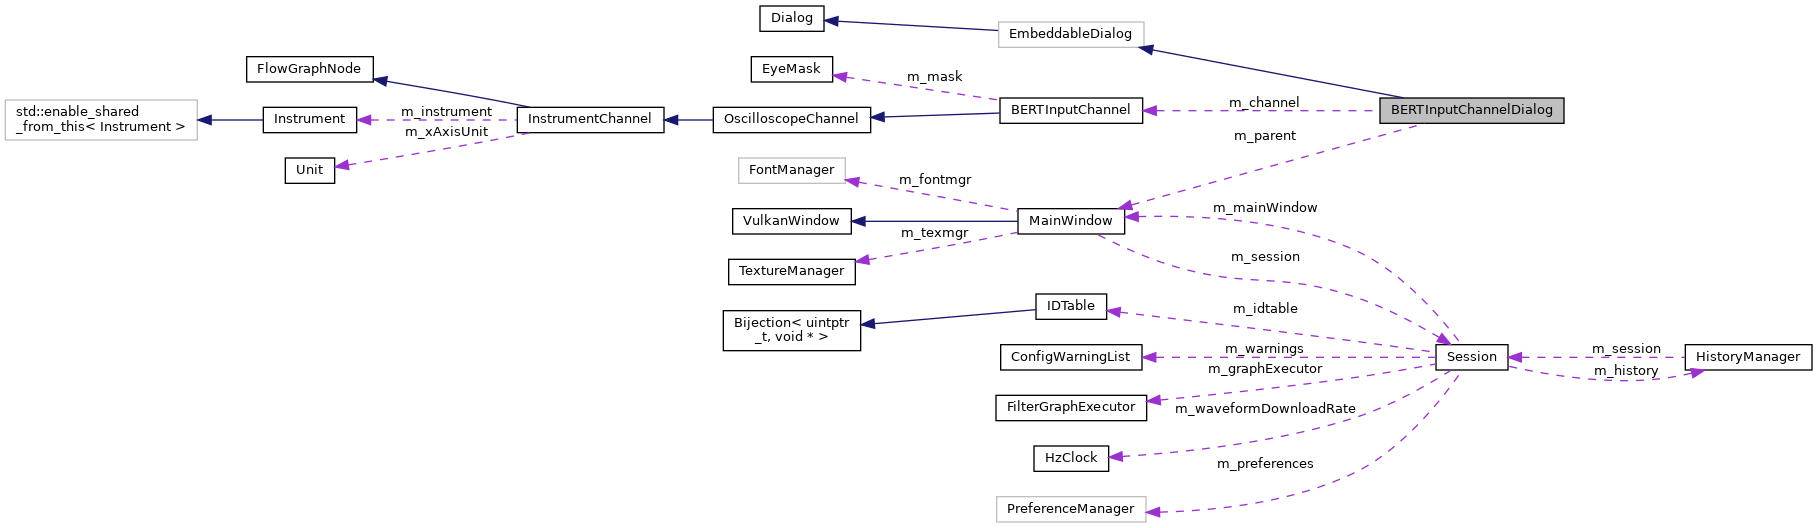 Dialog
EmbeddableDialog
FlowGraphNode
EyeMask
m_mask
std::enable_shared
_from_this< Instrument >
Instrument
m_instrument
InstrumentChannel
OscilloscopeChannel
BERTInputChannel
m_channel
BERTInputChannelDialog
m_xAxisUnit
m_parent
Unit
FontManager
m_fontmgr
m_mainWindow
VulkanWindow
MainWindow
m_texmgr
m_session
TextureManager
IDTable
m_idtable
Bijection< uintptr
_t, void * >
ConfigWarningList
m_warnings
Session
m_session
HistoryManager
m_graphExecutor
m_history
FilterGraphExecutor
m_waveformDownloadRate
HzClock
m_preferences
PreferenceManager